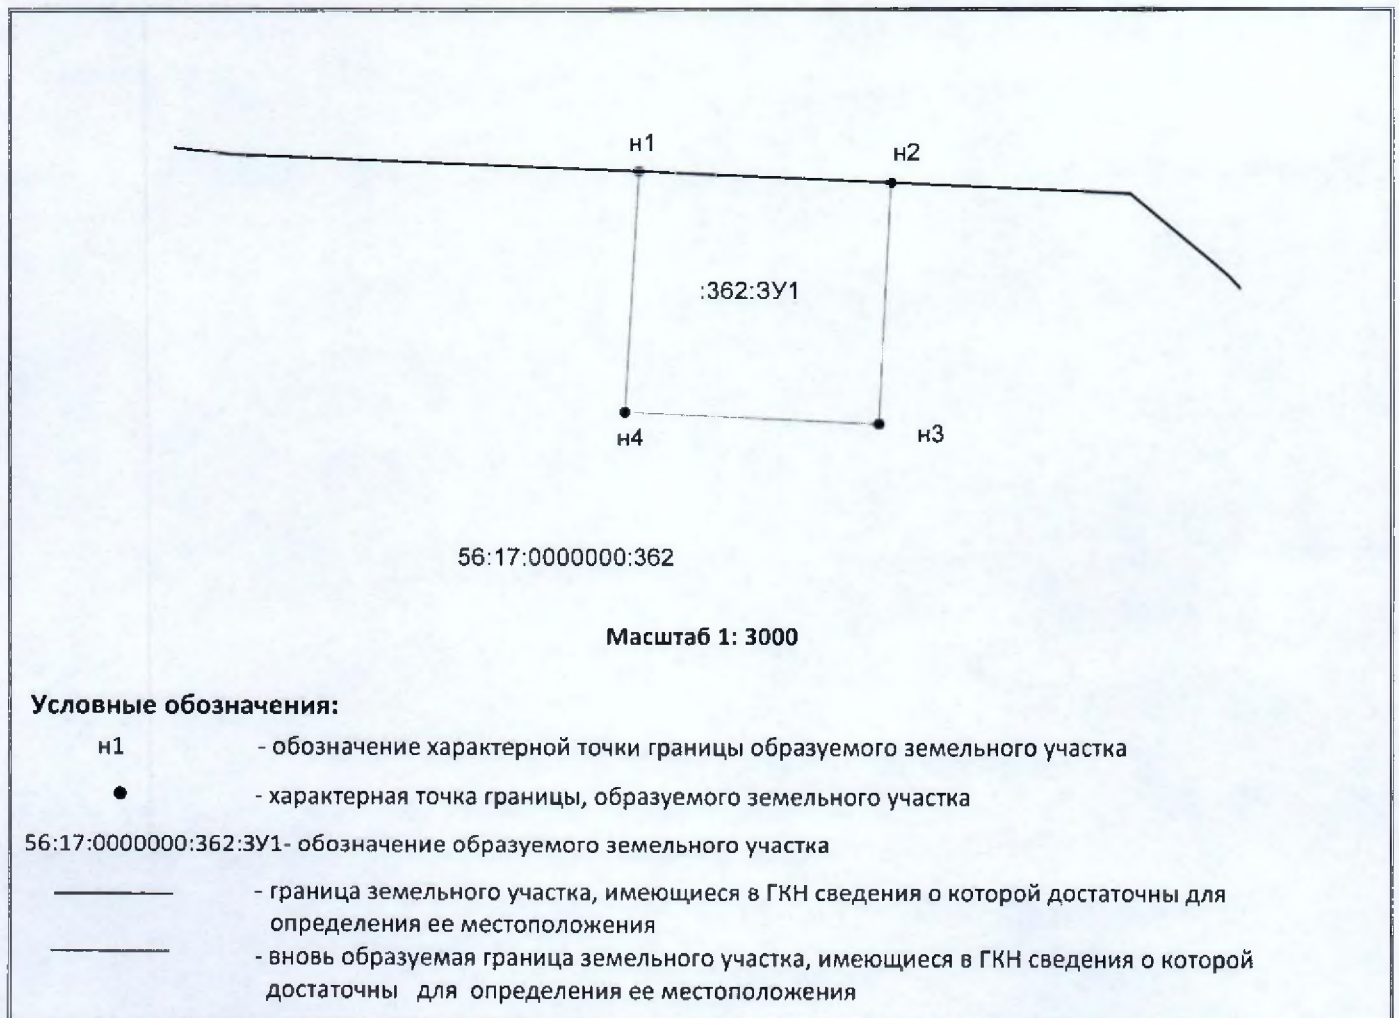 н1
н2
:362:ЗУ1
н4
н3
56:17:0000000:362
Масштаб 1: 3000
Условные обозначения:
н1 - обозначение характерной точки границы образуемого земельного участка
- характерная точка границы, образуемого земельного участка
56:17:0000000:362:ЗУ1- обозначение образуемого земельного участка
- граница земельного участка, имеющиеся в ГКН сведения о которой достаточны для
определения ее местоположения
- вновь образуемая граница земельного участка, имеющиеся в ГКН сведения о которой
достаточны для определения ее местоположения